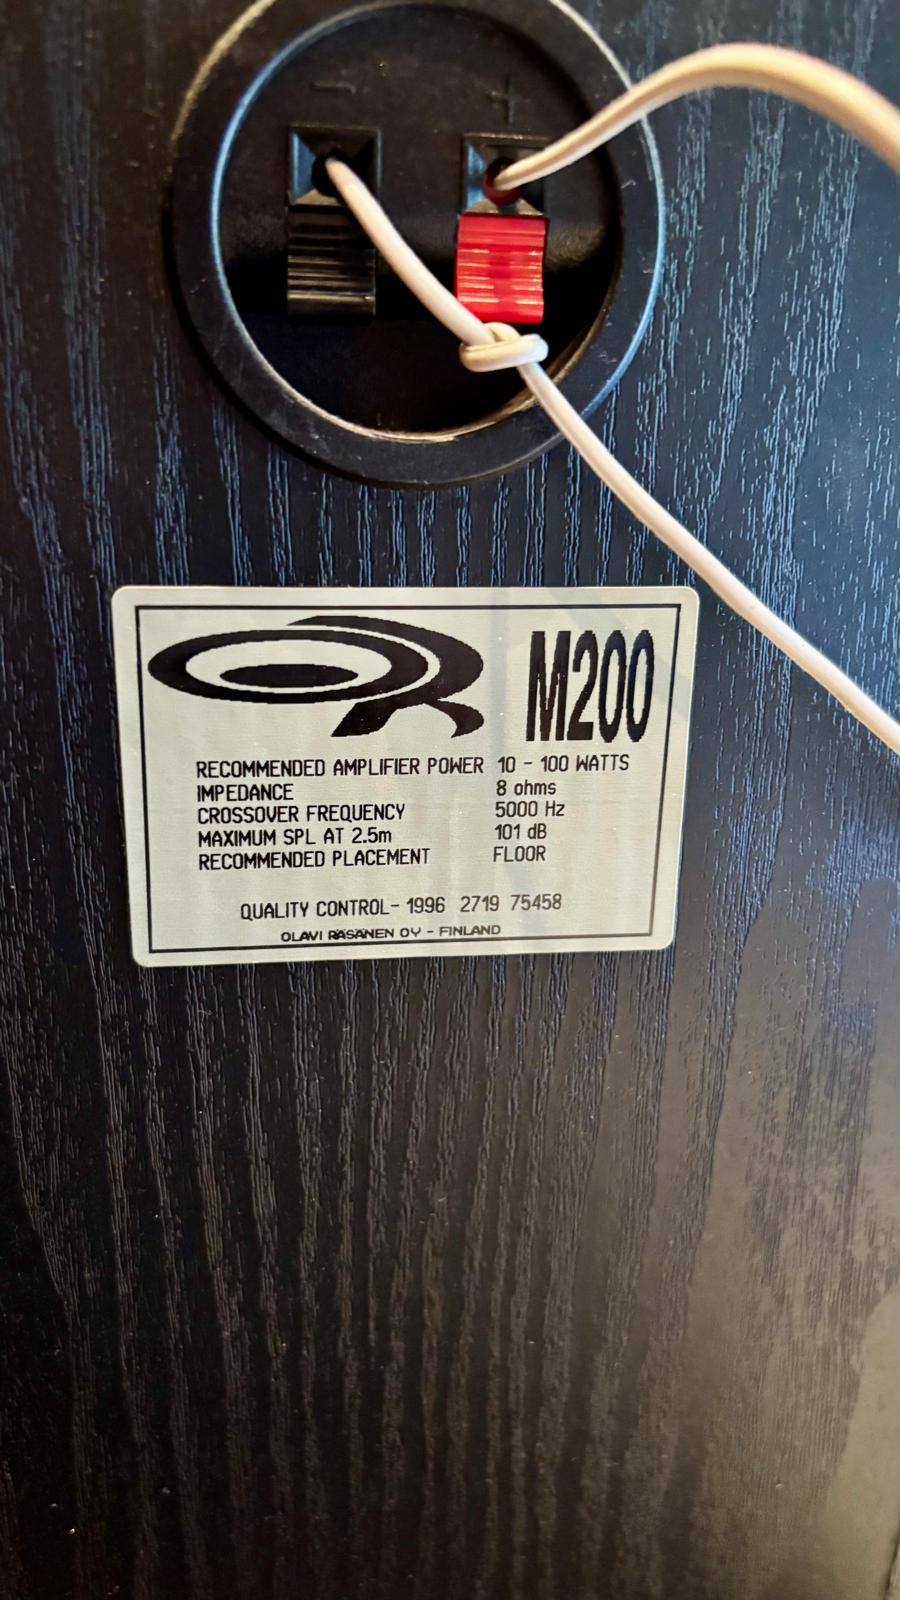 - +
OR M200
RECOMMENDED AMPLIFIER POWER 10 - 100 WATTS
IMPEDANCE 8 ohms
CROSSOVER FREQUENCY 5000 Hz
MAXIMUM SPL AT 2.5m 101 dB
RECOMMENDED PLACEMENT FLOOR
QUALITY CONTROL- 1996 2719 75458
OLAVI RÄSÄNEN OY - FINLAND